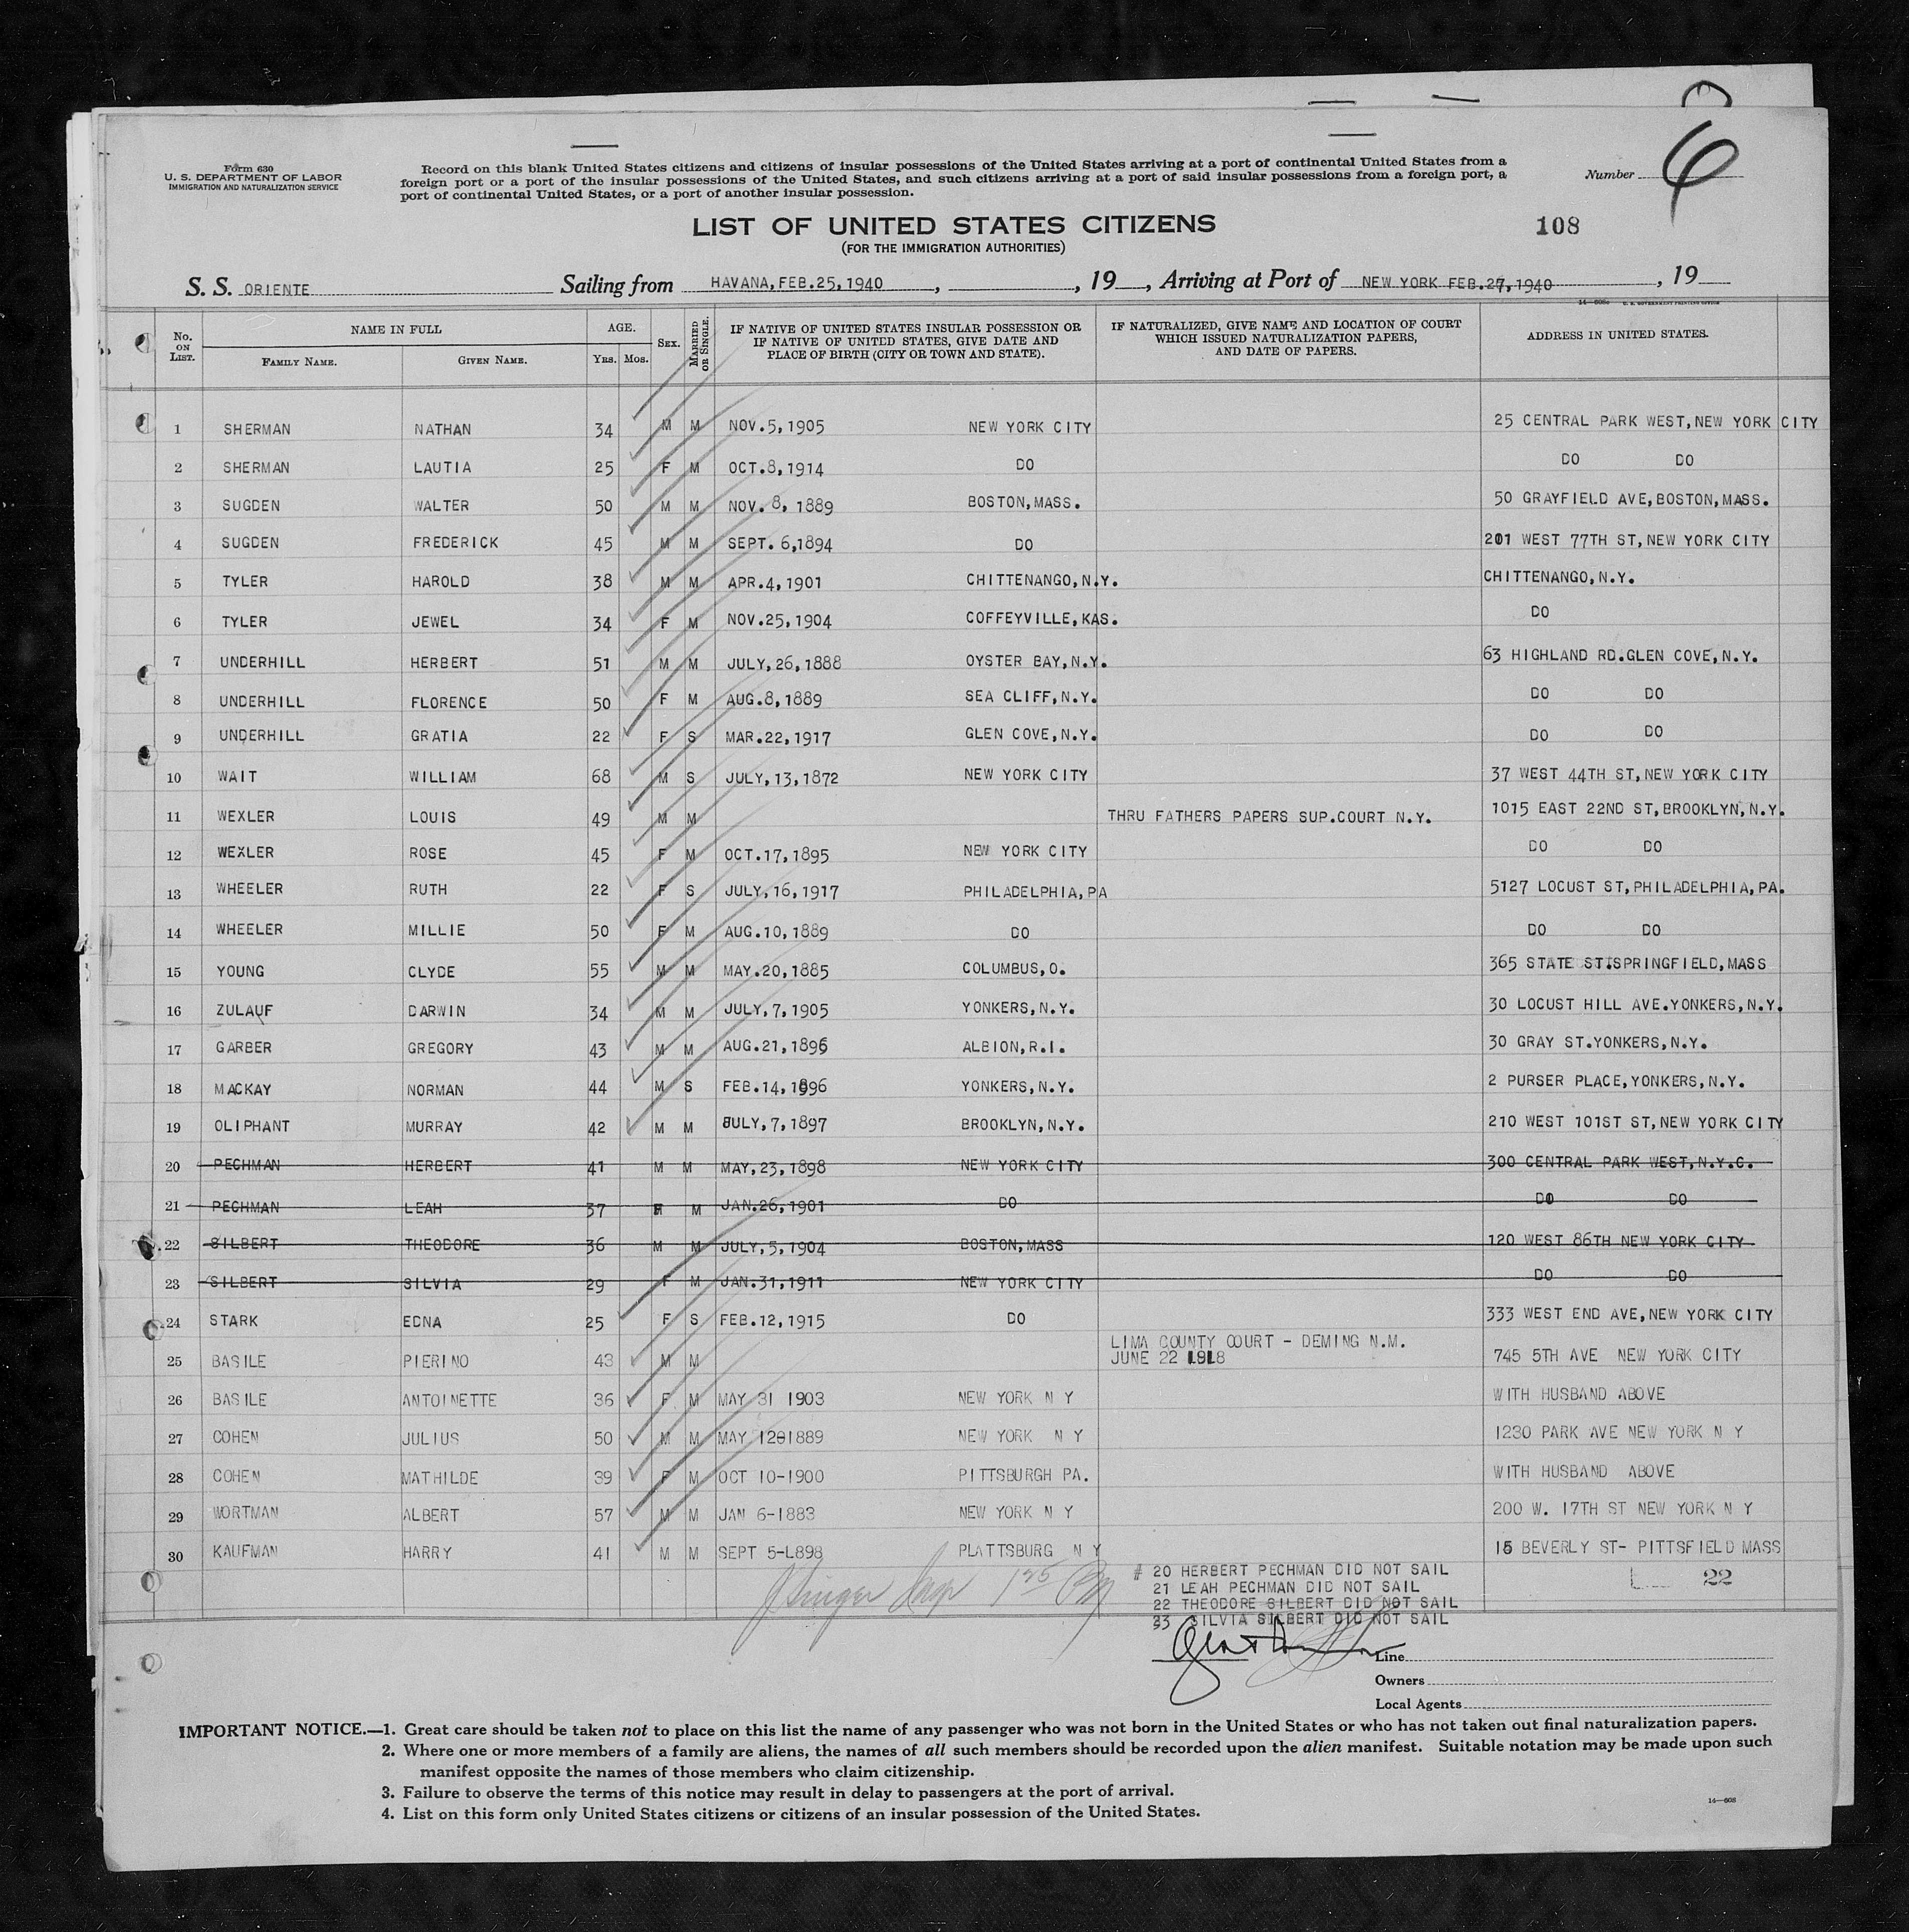 Form 630
U. S. DEPARTMENT OF LABOR
IMMIGRATION AND NATURALIZATION SERVICE
Record on this blank United States citizens and citizens of insular possessions of the United States arriving at a port of continental United States from a
foreign port or a port of the insular possessions of the United States, and such citizens arriving at a port of said insular possessions from a foreign port, a
port of continental United States, or a port of another insular possession.
Number 6
LIST OF UNITED STATES CITIZENS
(FOR THE IMMIGRATION AUTHORITIES)
108
S. S. ORIENTE Sailing from HAVANA, FEB.25,1940 , , 19 , Arriving at Port of NEW YORK FEB.27,1940 , 19
14—608c U. S. GOVERNMENT PRINTING OFFICE
No. ON LIST. NAME IN FULL FAMILY NAME. GIVEN NAME. AGE. YRS. MOS. SEX. MARRIED OR SINGLE. IF NATIVE OF UNITED STATES INSULAR POSSESSION OR IF NATIVE OF UNITED STATES, GIVE DATE AND PLACE OF BIRTH (CITY OR TOWN AND STATE). IF NATURALIZED, GIVE NAME AND LOCATION OF COURT WHICH ISSUED NATURALIZATION PAPERS, AND DATE OF PAPERS. ADDRESS IN UNITED STATES.
1 SHERMAN NATHAN 34 M M NOV.5,1905 NEW YORK CITY 25 CENTRAL PARK WEST, NEW YORK CITY
2 SHERMAN LAUTIA 25 F M OCT.8,1914 DO DO DO
3 SUGDEN WALTER 50 M M NOV. 8, 1889 BOSTON,MASS. 50 GRAYFIELD AVE,BOSTON,MASS.
4 SUGDEN FREDERICK 45 M M SEPT. 6,1894 DO 201 WEST 77TH ST, NEW YORK CITY
5 TYLER HAROLD 38 M M APR.4,1901 CHITTENANGO,N.Y. CHITTENANGO,N.Y.
6 TYLER JEWEL 34 F M NOV.25,1904 COFFEYVILLE,KAS. DO
7 UNDERHILL HERBERT 51 M M JULY,26,1888 OYSTER BAY,N.Y. 63 HIGHLAND RD.GLEN COVE,N.Y.
8 UNDERHILL FLORENCE 50 F M AUG.8,1889 SEA CLIFF,N.Y. DO DO
9 UNDERHILL GRATIA 22 F S MAR.22,1917 GLEN COVE,N.Y. DO DO
10 WAIT WILLIAM 68 M S JULY,13,1872 NEW YORK CITY 37 WEST 44TH ST,NEW YORK CITY
11 WEXLER LOUIS 49 M M THRU FATHERS PAPERS SUP.COURT N.Y. 1015 EAST 22ND ST,BROOKLYN,N.Y.
12 WEXLER ROSE 45 F M OCT.17,1895 NEW YORK CITY DO DO
13 WHEELER RUTH 22 F S JULY,16,1917 PHILADELPHIA,PA 5127 LOCUST ST,PHILADELPHIA,PA.
14 WHEELER MILLIE 50 F M AUG.10,1889 DO DO DO
15 YOUNG CLYDE 55 M M MAY.20,1885 COLUMBUS,O. 365 STATE ST.SPRINGFIELD,MASS
16 ZULAUF DARWIN 34 M M JULY,7,1905 YONKERS,N.Y. 30 LOCUST HILL AVE.YONKERS,N.Y.
17 GARBER GREGORY 43 M M AUG.21,1896 ALBION,R.I. 30 GRAY ST.YONKERS,N.Y.
18 MACKAY NORMAN 44 M S FEB.14,1896 YONKERS,N.Y. 2 PURSER PLACE,YONKERS,N.Y.
19 OLIPHANT MURRAY 42 M M JULY,7,1897 BROOKLYN,N.Y. 210 WEST 101ST ST,NEW YORK CITY
20 PECHMAN HERBERT 41 M M MAY,23,1898 NEW YORK CITY 300 CENTRAL PARK WEST,N.Y.C.
21 PECHMAN LEAH 37 F M JAN.26,1901 DO DO DO
22 SILBERT THEODORE 36 M M JULY,5,1904 BOSTON,MASS 120 WEST 86TH NEW YORK CITY
23 SILBERT SILVIA 29 F M JAN.31,1911 NEW YORK CITY DO DO
24 STARK EDNA 25 F S FEB.12,1915 DO 333 WEST END AVE,NEW YORK CITY
25 BASILE PIERINO 43 M M LIMA COUNTY COURT - DEMING N.M. JUNE 22 1918 745 5TH AVE NEW YORK CITY
26 BASILE ANTOINETTE 36 F M MAY 31 1903 NEW YORK N Y WITH HUSBAND ABOVE
27 COHEN JULIUS 50 M M MAY 1201889 NEW YORK N Y 1230 PARK AVE NEW YORK N Y
28 COHEN MATHILDE 39 F M OCT 10-1900 PITTSBURGH PA. WITH HUSBAND ABOVE
29 WORTMAN ALBERT 57 M M JAN 6-1883 NEW YORK N Y 200 W. 17TH ST NEW YORK N Y
30 KAUFMAN HARRY 41 M M SEPT 5-L898 PLATTSBURG N Y 15 BEVERLY ST- PITTSFIELD MASS
# 20 HERBERT PECHMAN DID NOT SAIL
21 LEAH PECHMAN DID NOT SAIL
22 THEODORE SILBERT DID NOT SAIL
23 SILVIA SILBERT DID NOT SAIL
22
Line
Owners
Local Agents
IMPORTANT NOTICE.—1. Great care should be taken not to place on this list the name of any passenger who was not born in the United States or who has not taken out final naturalization papers.
2. Where one or more members of a family are aliens, the names of all such members should be recorded upon the alien manifest. Suitable notation may be made upon such
manifest opposite the names of those members who claim citizenship.
3. Failure to observe the terms of this notice may result in delay to passengers at the port of arrival.
4. List on this form only United States citizens or citizens of an insular possession of the United States.
14—608